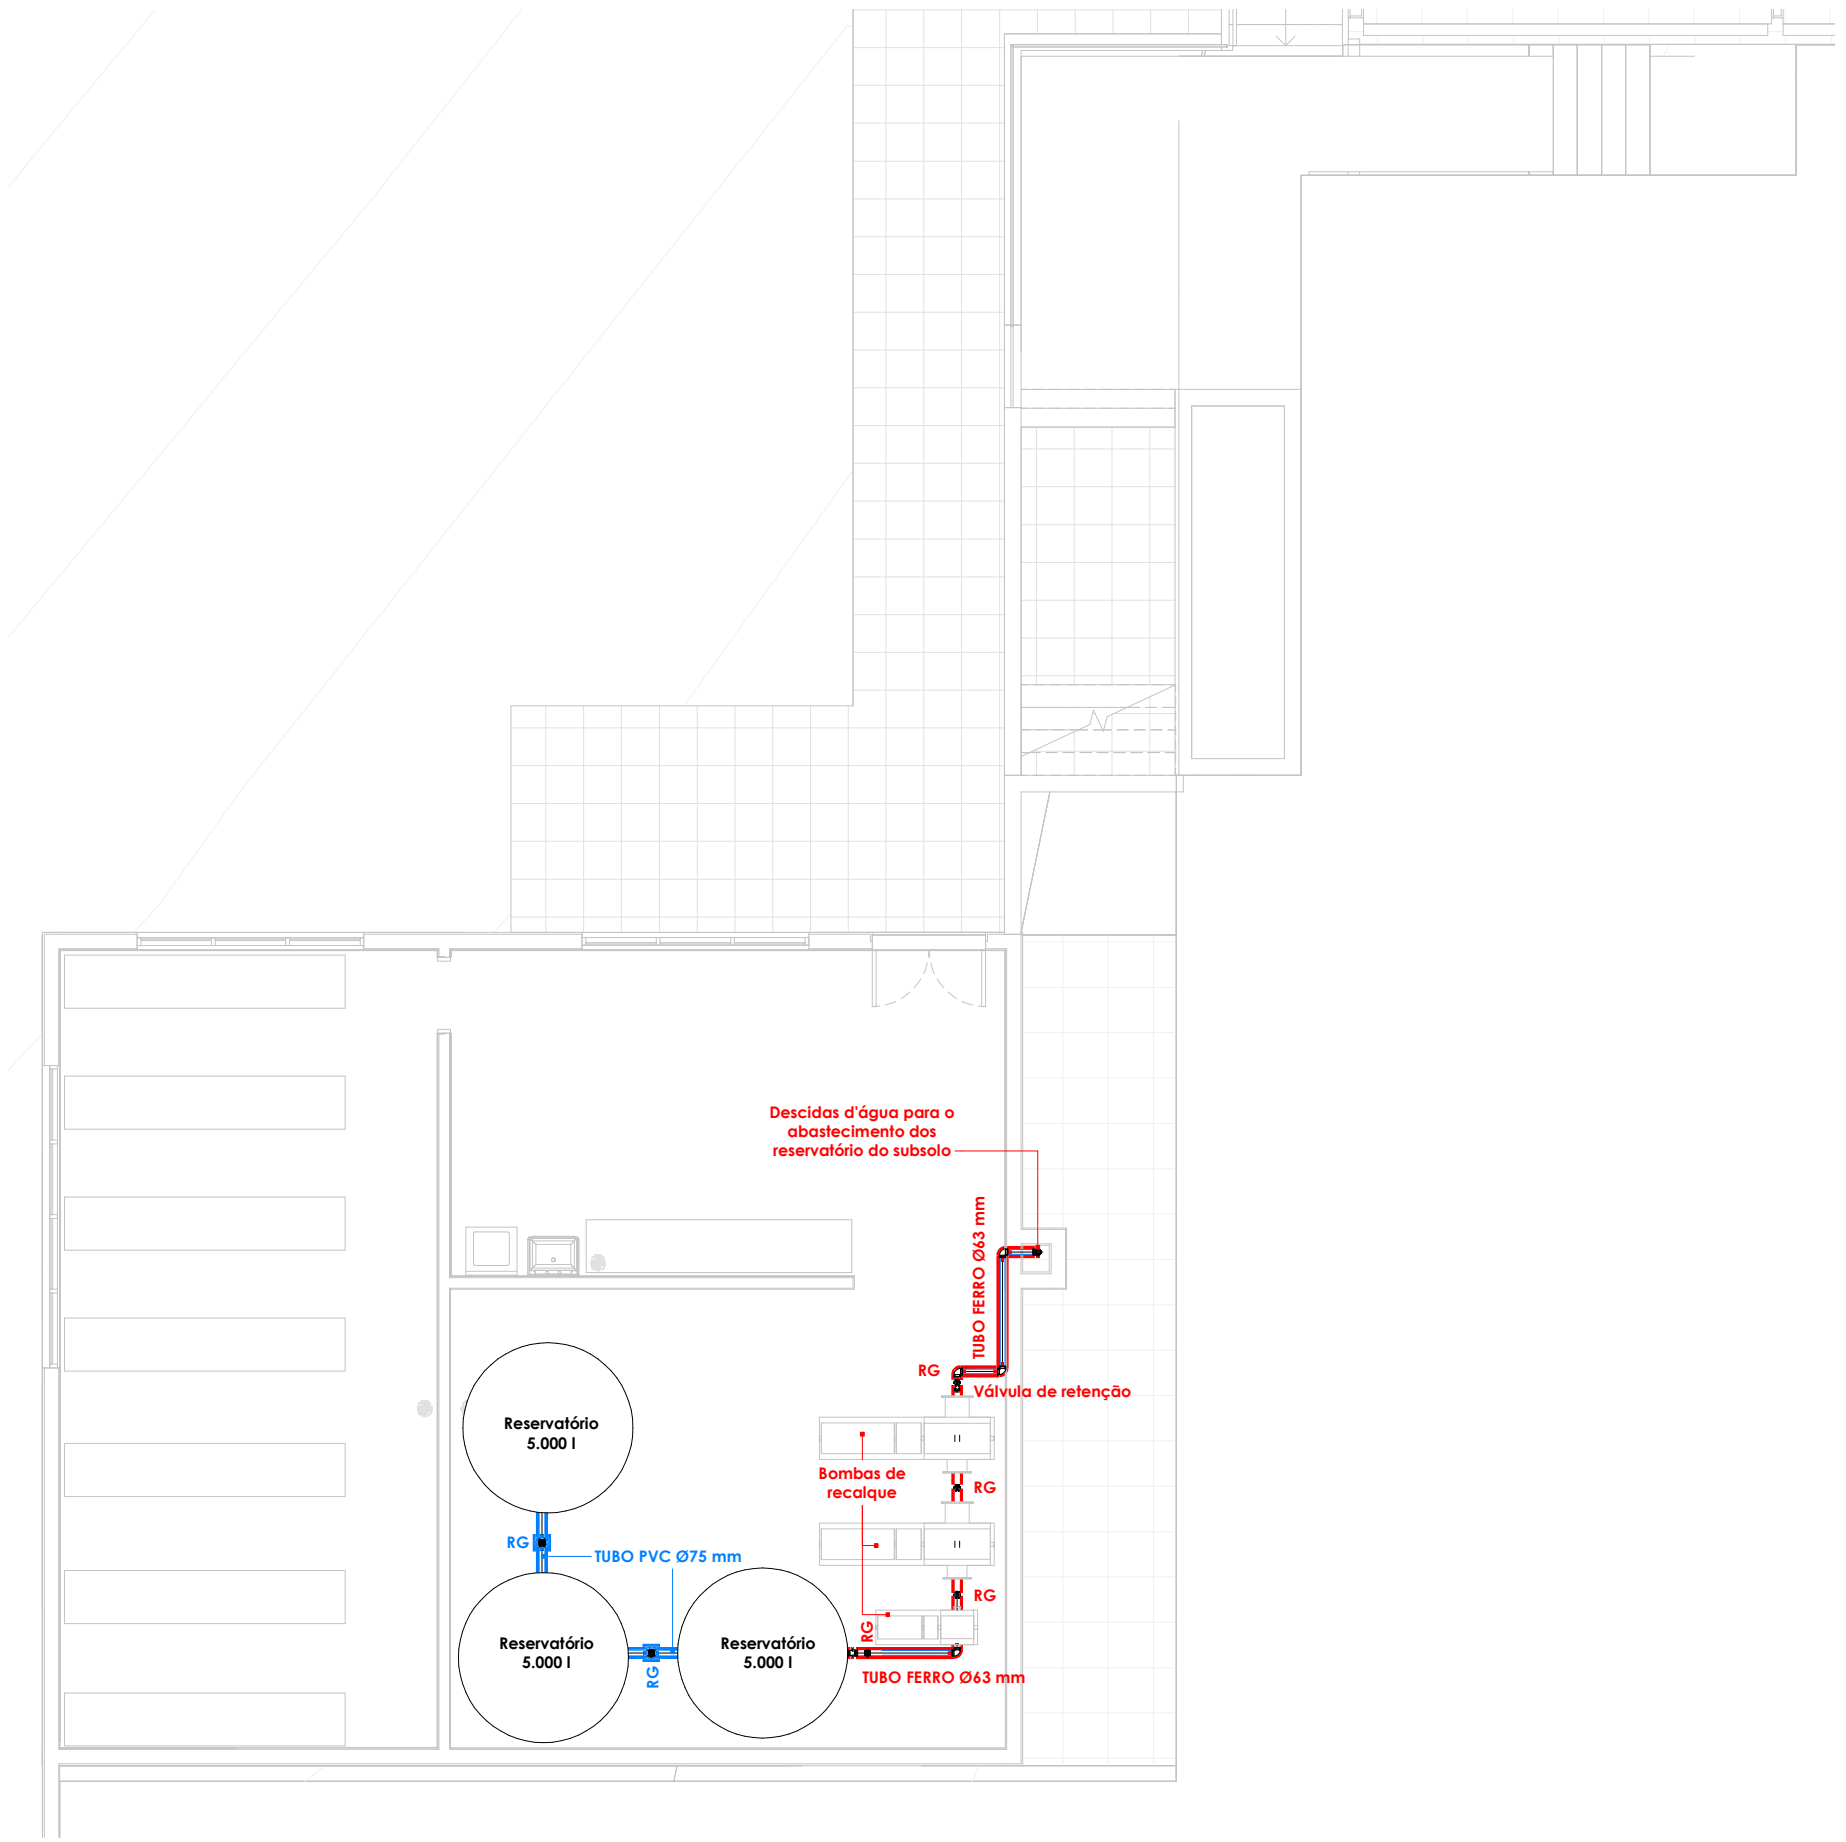 Descidas d'água para o
abastecimento dos
reservatório do subsolo
TUBO FERRO Ø63 mm
RG
Válvula de retenção
Reservatório
5.000 l
Bombas de
recalque
RG
RG
TUBO PVC Ø75 mm
RG
RG
Reservatório
5.000 l
RG
Reservatório
5.000 l
RG
TUBO FERRO Ø63 mm